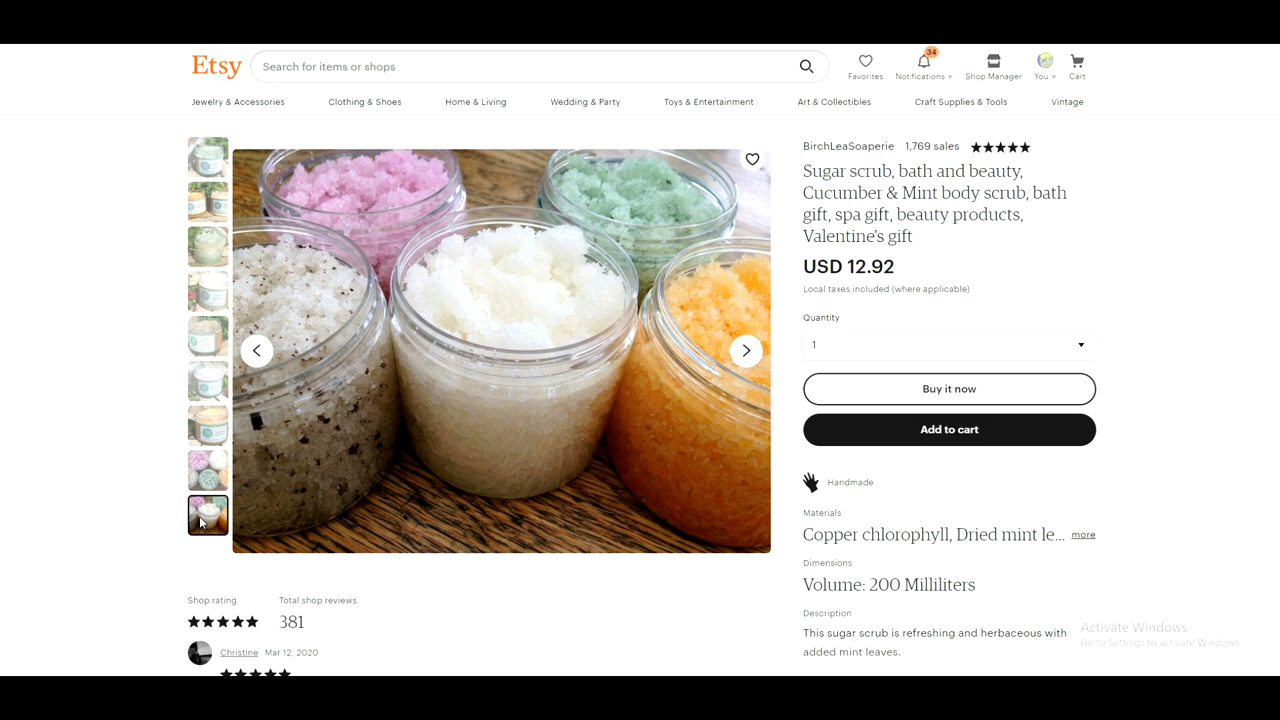 Etsy
Search for items or shops
34
Favorites
Notifications
Shop Manager
You
Cart
Jewelry & Accessories
Clothing & Shoes
Home & Living
Wedding & Party
Toys & Entertainment
Art & Collectibles
Craft Supplies & Tools
Vintage
BirchLeaSoaperie 1,769 sales
Sugar scrub, bath and beauty,
Cucumber & Mint body scrub, bath
gift, spa gift, beauty products,
Valentine's gift
USD 12.92
Local taxes included (where applicable)
Quantity
1
Buy it now
Add to cart
Handmade
Materials
Copper chlorophyll, Dried mint le... more
Dimensions
Volume: 200 Milliliters
Description
This sugar scrub is refreshing and herbaceous with
added mint leaves.
Shop rating
Total shop reviews
381
Christine Mar 12, 2020
Activate Windows
Go to Settings to activate Windows.